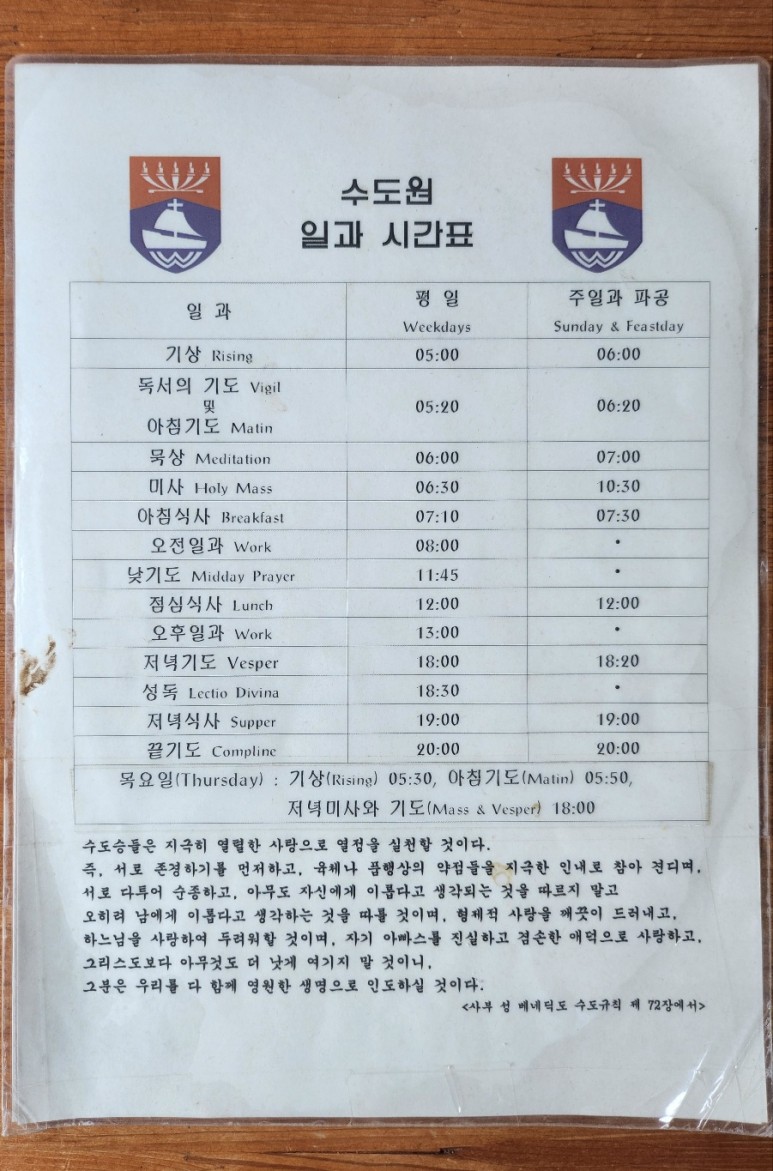 수도원
일과 시간표
일 과 평 일 주일과 파공
Weekdays Sunday & Feastday
기상 Rising 05:00 06:00
독서의 기도 Vigil
및 05:20 06:20
아침기도 Matin
묵상 Meditation 06:00 07:00
미사 Holy Mass 06:30 10:30
아침식사 Breakfast 07:10 07:30
오전일과 Work 08:00 •
낮기도 Midday Prayer 11:45 •
점심식사 Lunch 12:00 12:00
오후일과 Work 13:00 •
저녁기도 Vesper 18:00 18:20
성독 Lectio Divina 18:30 •
저녁식사 Supper 19:00 19:00
끝기도 Compline 20:00 20:00
목요일(Thursday) : 기상(Rising) 05:30, 아침기도(Matin) 05:50,
저녁미사와 기도(Mass & Vesper) 18:00
수도승들은 지극히 열렬한 사랑으로 열정을 실천할 것이다.
즉, 서로 존경하기를 먼저하고, 육체나 품행상의 약점들을 지극한 인내로 참아 견디며,
서로 다투어 순종하고, 아무도 자신에게 이롭다고 생각되는 것을 따르지 말고
오히려 남에게 이롭다고 생각하는 것을 따를 것이며, 형제적 사랑을 깨끗이 드러내고,
하느님을 사랑하여 두려워할 것이며, 자기 아빠스를 진실하고 겸손한 애덕으로 사랑하고,
그리스도보다 아무것도 더 낫게 여기지 말 것이니,
그분은 우리를 다 함께 영원한 생명으로 인도하실 것이다.
<사부 성 베네딕도 수도규칙 제 72장에서>